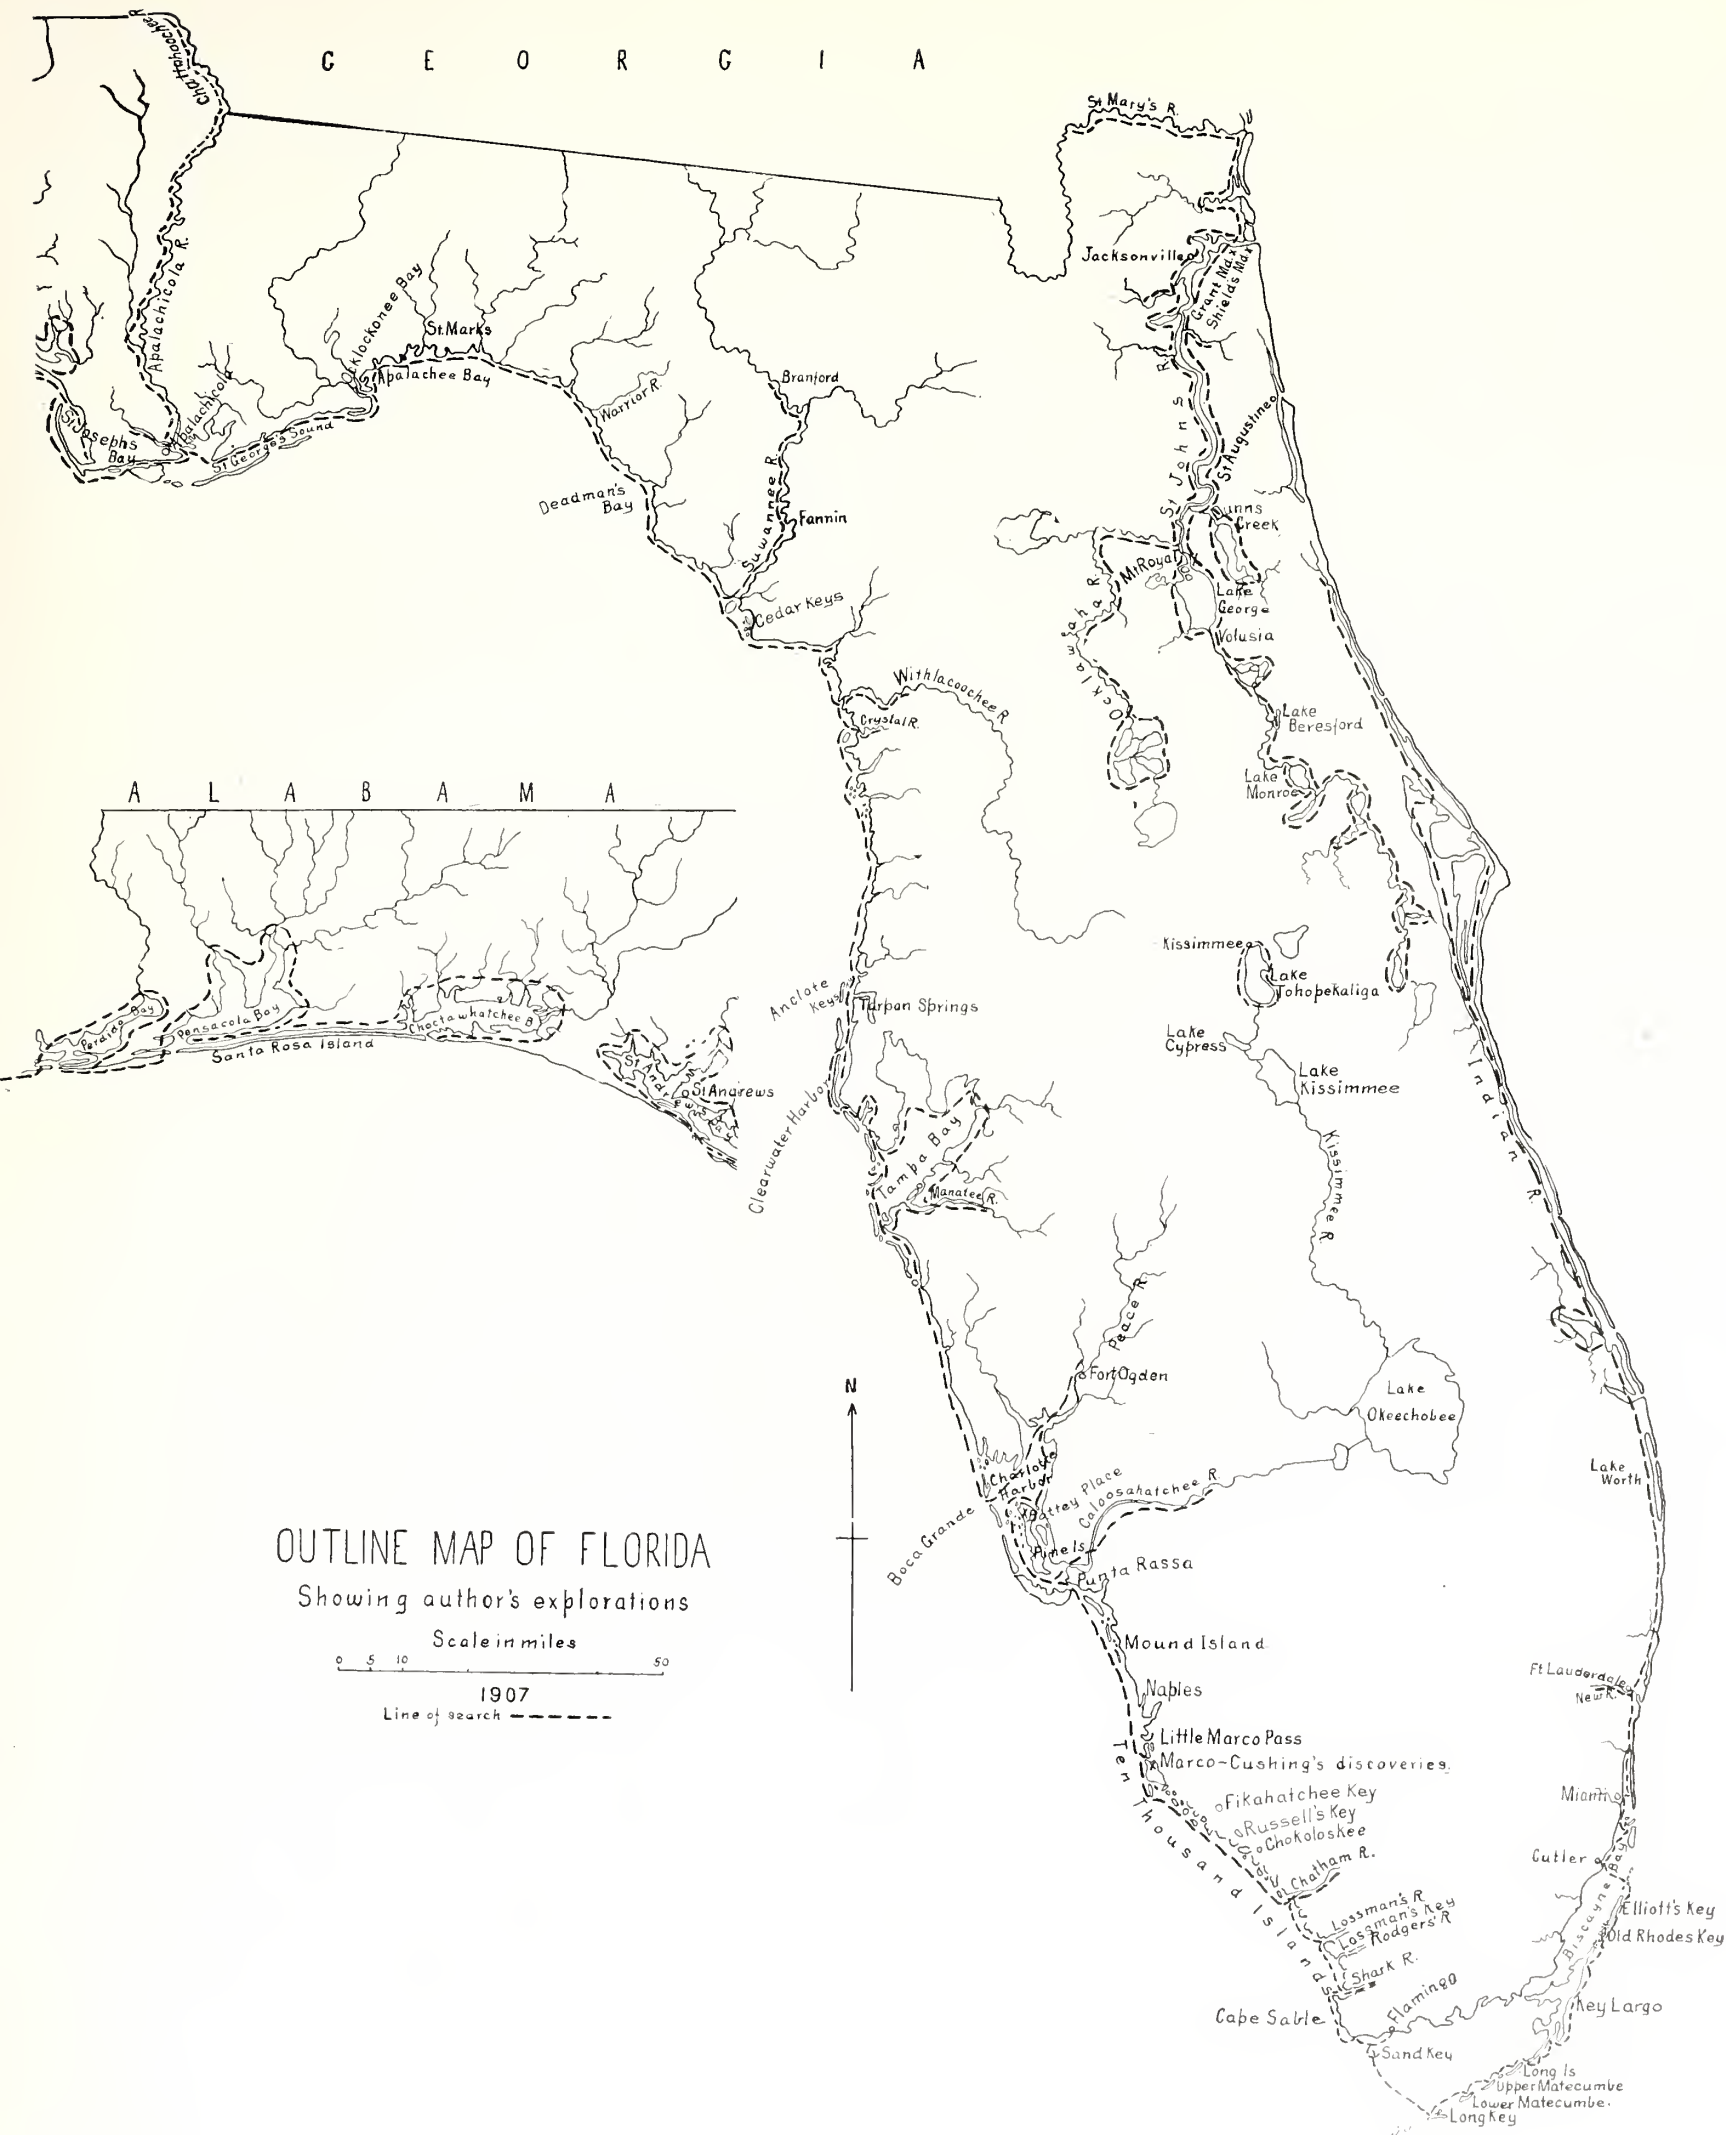 Chattahoochee R.
GEORGIA
St Mary's R.
Jacksonville
Grant Md.x
Shield's Md.x
Apalachicola R.
Ocklockonee Bay
St. Marks
Apalachee Bay
R.
St Johns
Branford
Warrior R.
Apalachicola
St Josephs
Bay
St George's Sound
St Augustine
Deadman's
Bay
Suwannee R.
Fannin
Dunns
Creek
Mt Royal
Ocklawaha R.
Lake
George
Cedar Keys
Volusia
Withlacoochee R
Crystal R.
Lake
Beresford
Lake
Monroe
ALABAMA
Kissimmee
Lake
Tohopekaliga
Anclote
Keys
Tarpon Springs
Perdido Bay
Pensacola Bay
Choctawhatchee B
Santa Rosa Island
Lake
Cypress
Lake
Kissimmee
St Andrews Bay
St Andrews
Clearwater Harbor
Indian R.
Tampa Bay
Kissimmee R.
Manatee R.
Peace R.
Fort Ogden
N
Lake
Okeechobee
Charlotte
Harbor
Battey Place
Caloosahatchee R.
Lake
Worth
Boca Grande
Pine Is.
Punta Rassa
OUTLINE MAP OF FLORIDA
Showing author's explorations
Scale in miles
0 5 10 50
1907
Line of search
Mound Island
Naples
Ft Lauderdale
New R.
Little Marco Pass
Marco-Cushing's discoveries.
Ten Thousand Islands
Fikahatchee Key
Russell's Key
Chokoloskee
Miami
Cutler
Chatham R.
Biscayne Bay
Lossman's R
Lossman's Key
Rodgers' R
Elliott's Key
Old Rhodes Key
Shark R.
Flamingo
Cape Sable
Key Largo
Sand Key
Long Is
Upper Matecumbe
Lower Matecumbe.
Long Key